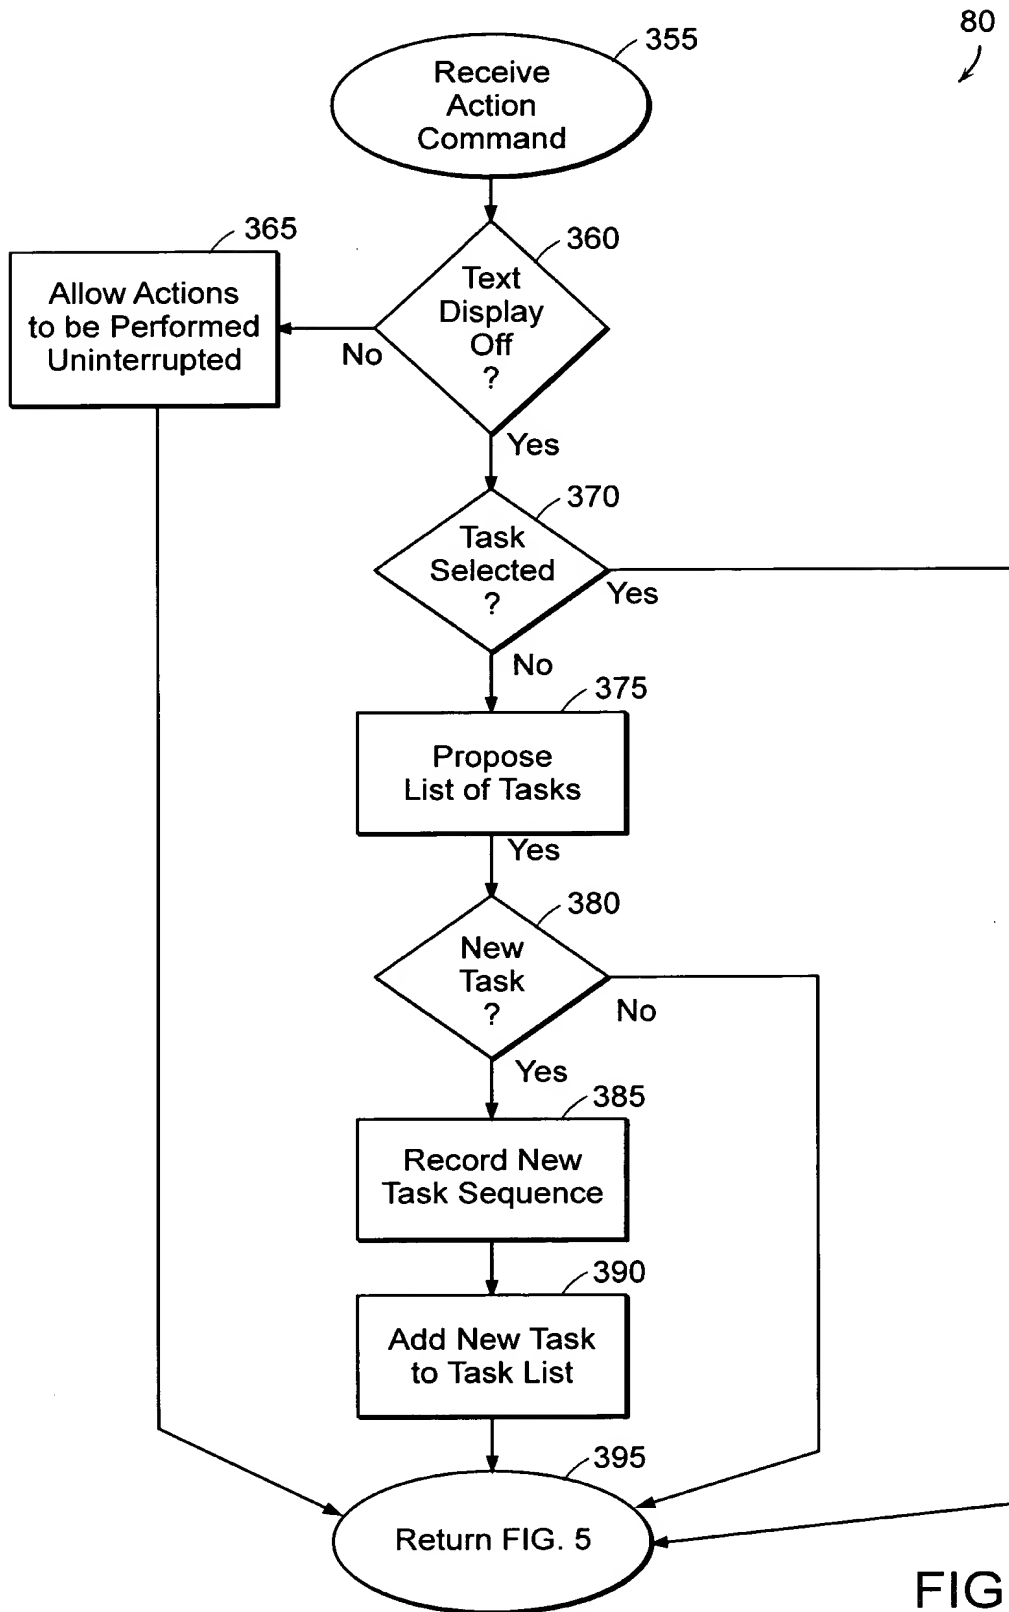 80
355
Receive
Action
Command
365
360
Allow Actions
to be Performed
Uninterrupted
Text
Display
Off
?
No
Yes
370
Task
Selected
?
Yes
No
375
Propose
List of Tasks
Yes
380
New
Task
?
No
Yes
385
Record New
Task Sequence
390
Add New Task
to Task List
395
Return FIG. 5
FIG